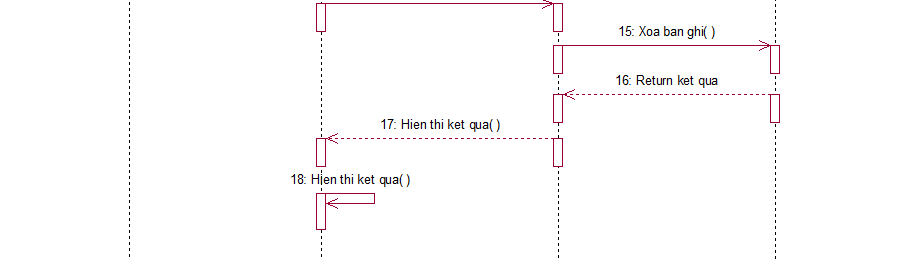 15: Xoa ban ghi( )
16: Return ket qua
17: Hien thi ket qua( )
18: Hien thi ket qua( )